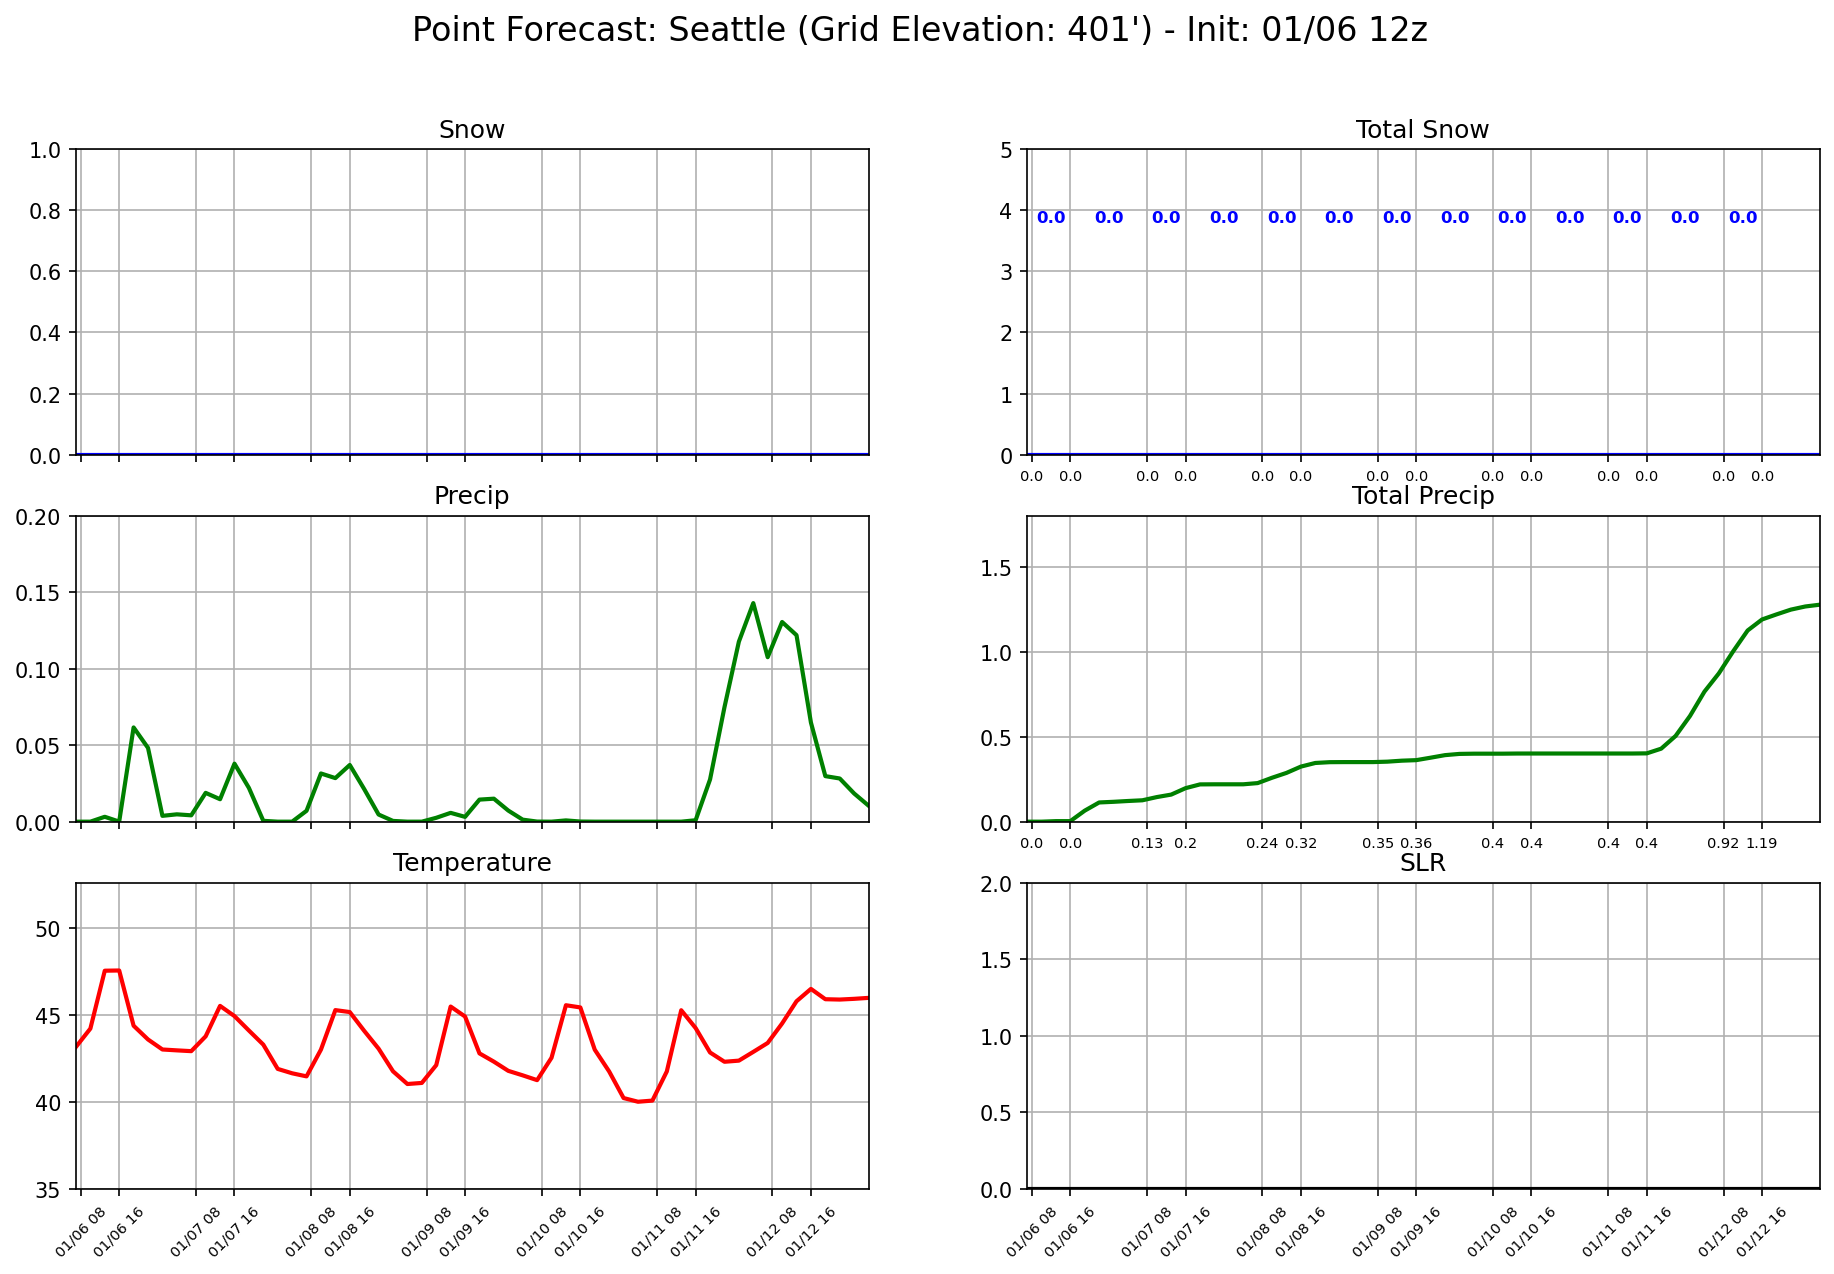 Point Forecast: Seattle (Grid Elevation: 401') - Init: 01/06 12z
Snow
1.0
0.8
0.6
0.4
0.2
0.0
Total Snow
5
4
3
2
1
0
0.0 0.0 0.0 0.0 0.0 0.0 0.0 0.0 0.0 0.0 0.0 0.0 0.0
0.0 0.0 0.0 0.0 0.0 0.0 0.0 0.0 0.0 0.0 0.0 0.0 0.0 0.0
Precip
0.20
0.15
0.10
0.05
0.00
Total Precip
1.5
1.0
0.5
0.0
0.0 0.0 0.13 0.2 0.24 0.32 0.35 0.36 0.4 0.4 0.4 0.4 0.92 1.19
Temperature
50
45
40
35
01/06 08 01/06 16 01/07 08 01/07 16 01/08 08 01/08 16 01/09 08 01/09 16 01/10 08 01/10 16 01/11 08 01/11 16 01/12 08 01/12 16
SLR
2.0
1.5
1.0
0.5
0.0
01/06 08 01/06 16 01/07 08 01/07 16 01/08 08 01/08 16 01/09 08 01/09 16 01/10 08 01/10 16 01/11 08 01/11 16 01/12 08 01/12 16